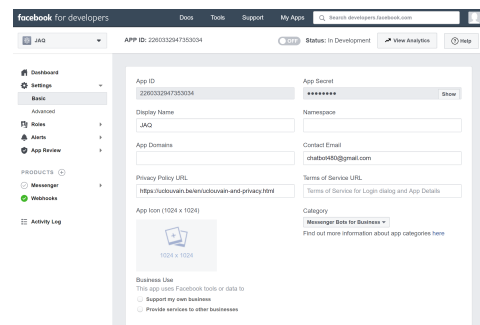 facebook for developers Docs Tools Support My Apps Search developers.facebook.com
JAQ APP ID: 2260332947353034 OFF Status: In Development View Analytics Help
Dashboard
Settings
Basic
Advanced
Roles
Alerts
App Review
PRODUCTS
Messenger
Webhooks
Activity Log
App ID App Secret
2260332947353034 •••••••• Show
Display Name Namespace
JAQ
App Domains Contact Email
chatbot480@gmail.com
Privacy Policy URL Terms of Service URL
https://uclouvain.be/en/uclouvain-and-privacy.html Terms of Service for Login dialog and App Details
App Icon (1024 x 1024) Category
Messenger Bots for Business
Find out more information about app categories here
1024 x 1024
Business Use
This app uses Facebook tools or data to
Support my own business
Provide services to other businesses